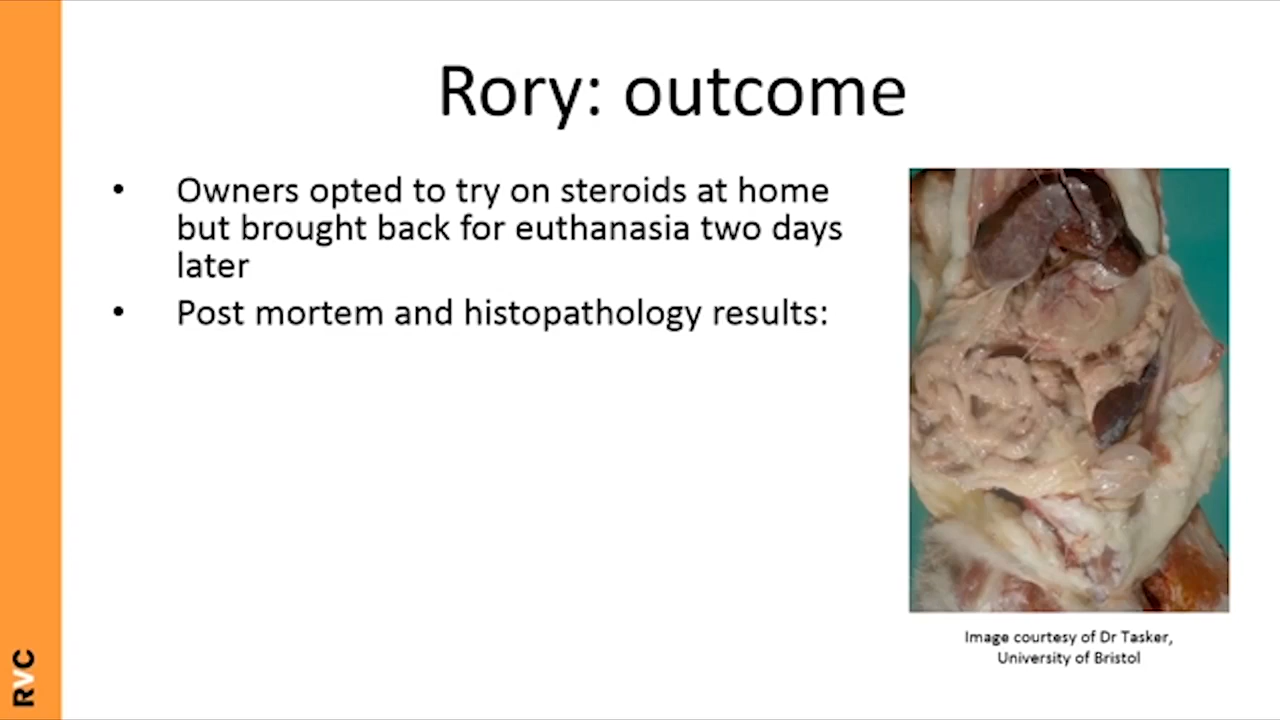 Rory: outcome
• Owners opted to try on steroids at home
but brought back for euthanasia two days
later
• Post mortem and histopathology results:
Image courtesy of Dr Tasker,
University of Bristol
RVC